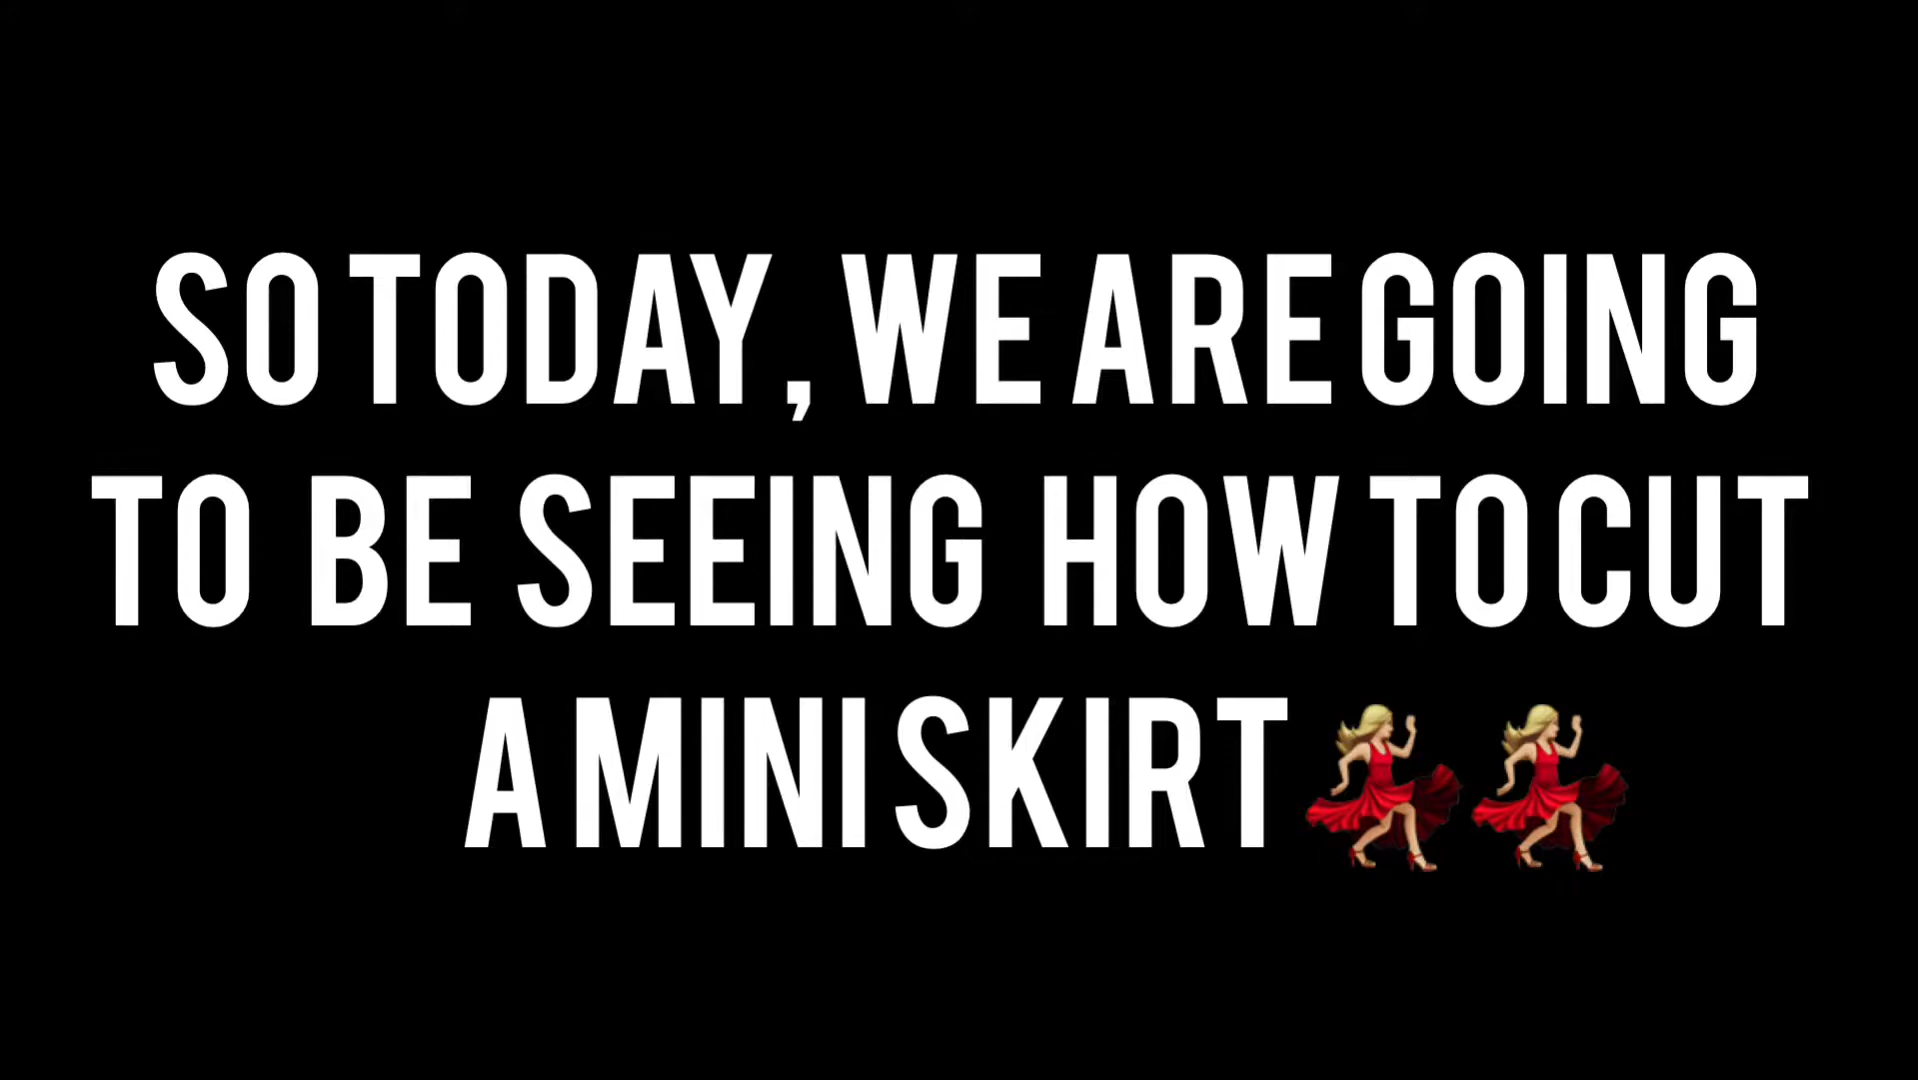 SO TODAY, WE ARE GOING
TO BE SEEING HOW TO CUT
A MINI SKIRT💃🏼💃🏼